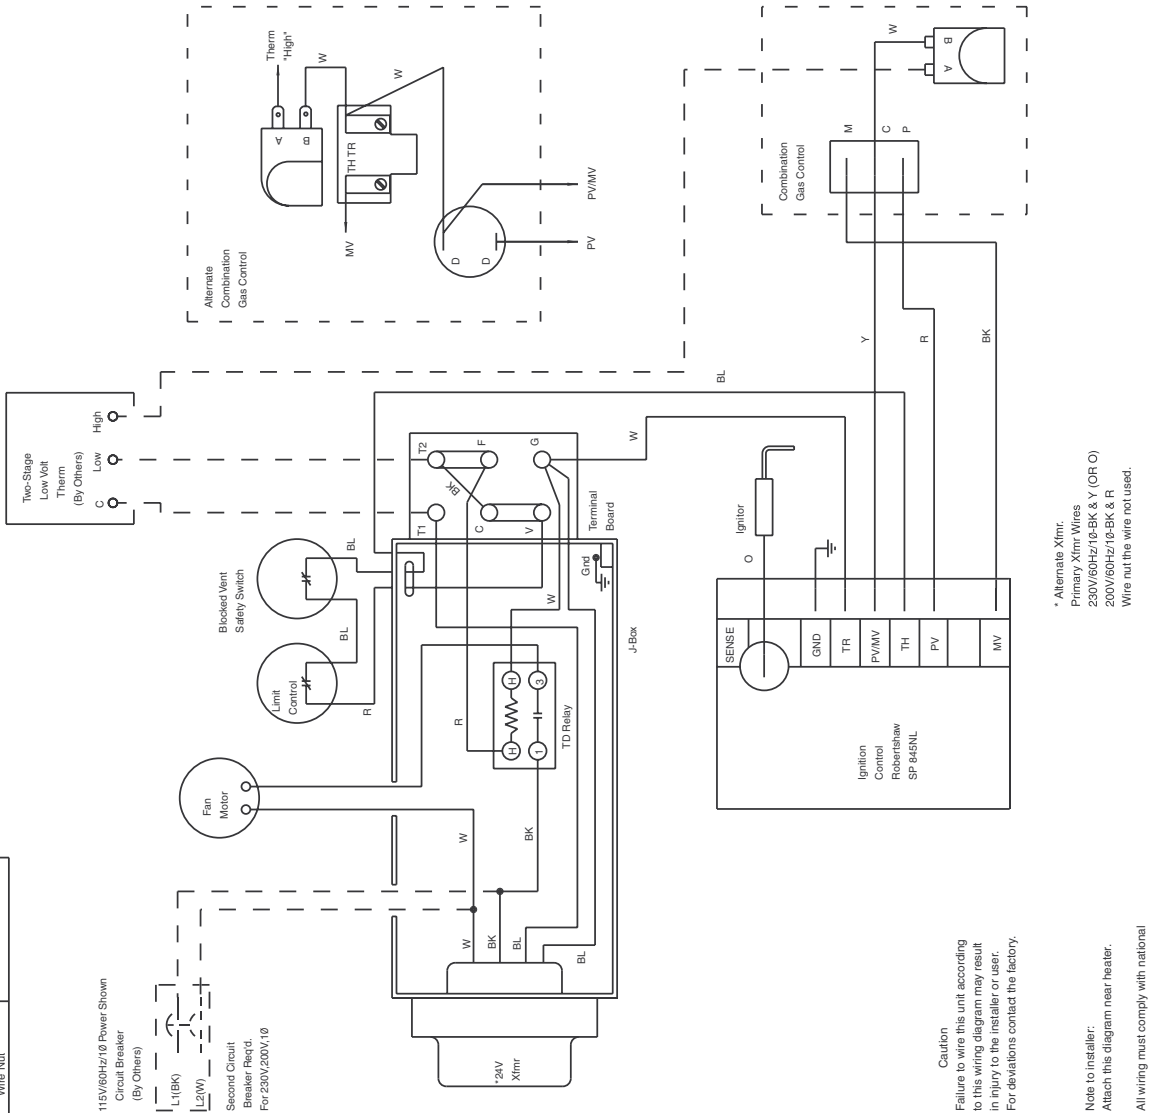 Wire Nut
115V/60Hz/1Ø Power Shown
Circuit Breaker
(By Others)
L1(BK)
L2(W)
Second Circuit
Breaker Req'd.
For 230V,200V,1Ø
Two-Stage
Low Volt
Therm
(By Others)
C
Low
High
Fan
Motor
Limit
Control
Blocked Vent
Safety Switch
BL
BL
R
Alternate
Combination
Gas Control
Therm
"High"
W
A
B
TH TR
W
MV
D
D
PV
PV/MV
Combination
Gas Control
M
C
P
W
B
A
T2
F
G
BK
T1
C
V
Terminal
Board
Gnd
J-Box
W
R
H
H
1
3
TD Relay
W
BK
W
BK
BL
BL
*24V
Xfmr
BL
W
Y
R
BK
Ignitor
O
SENSE
GND
TR
PV/MV
TH
PV
MV
Ignition
Control
Robertshaw
SP 845NL
* Alternate Xfmr.
Primary Xfmr Wires
230V/60Hz/1Ø-BK & Y (OR O)
200V/60Hz/1Ø-BK & R
Wire nut the wire not used.
Caution
Failure to wire this unit according
to this wiring diagram may result
in injury to the installer or user.
For deviations contact the factory.
Note to installer:
Attach this diagram near heater.
All wiring must comply with national